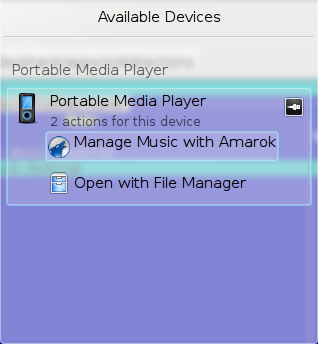 Available Devices
Portable Media Player
Portable Media Player
2 actions for this device
Manage Music with Amarok
Open with File Manager